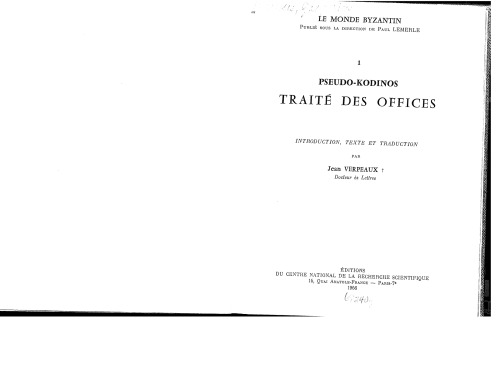 LE MONDE BYZANTIN
PUBLIÉ SOUS LA DIRECTION DE PAUL LEMERLE
1
PSEUDO-KODINOS
TRAITÉ DES OFFICES
INTRODUCTION, TEXTE ET TRADUCTION
PAR
Jean VERPEAUX †
Docteur ès Lettres
ÉDITIONS
DU CENTRE NATIONAL DE LA RECHERCHE SCIENTIFIQUE
15, QUAI ANATOLE-FRANCE — PARIS-7e
1966